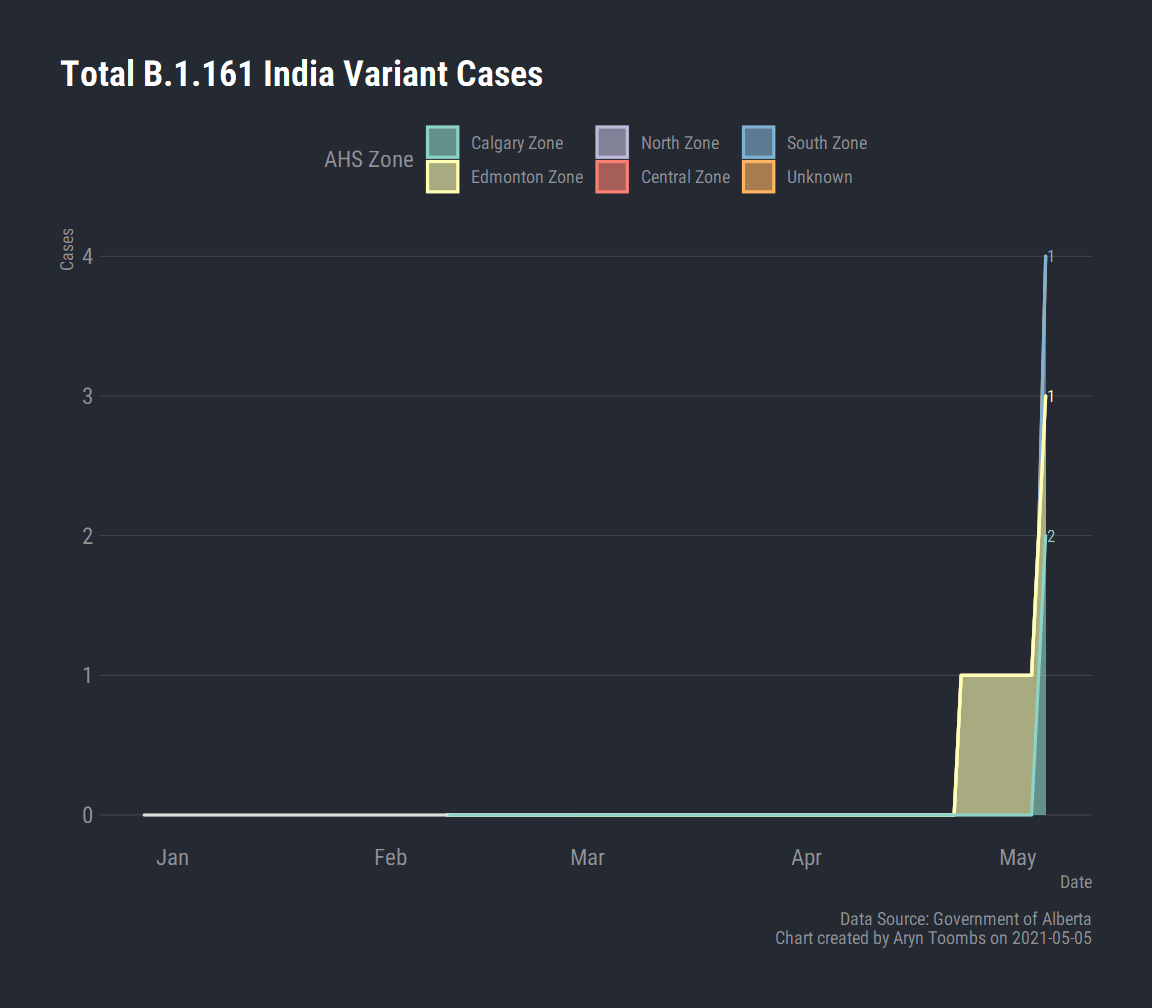 Total B.1.161 India Variant Cases
AHS Zone
Calgary Zone
North Zone
South Zone
Edmonton Zone
Central Zone
Unknown
Cases
4
1
3
1
2
2
1
0
Jan
Feb
Mar
Apr
May
Date
Data Source: Government of Alberta
Chart created by Aryn Toombs on 2021-05-05